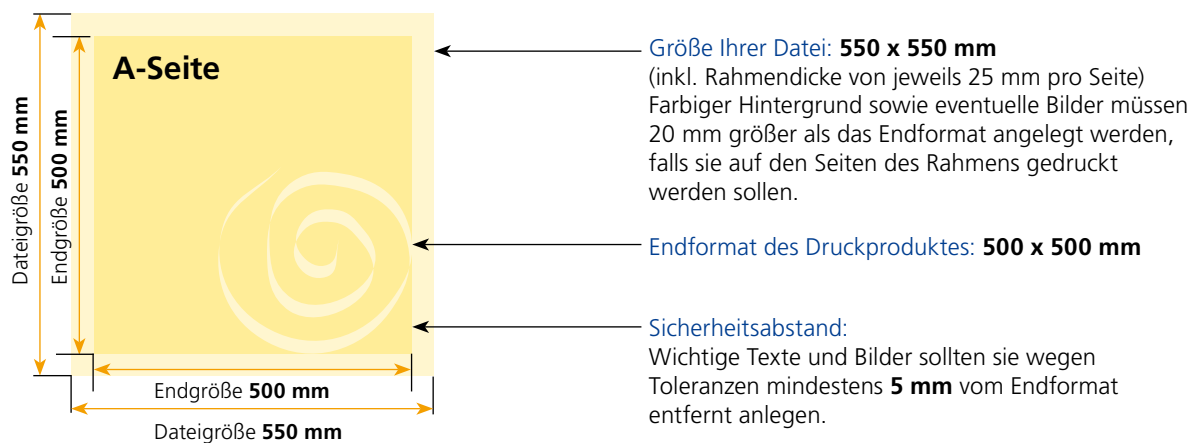 A-Seite
Dateigröße 550 mm
Endgröße 500 mm
Endgröße 500 mm
Dateigröße 550 mm
Größe Ihrer Datei: 550 x 550 mm
(inkl. Rahmendicke von jeweils 25 mm pro Seite)
Farbiger Hintergrund sowie eventuelle Bilder müssen
20 mm größer als das Endformat angelegt werden,
falls sie auf den Seiten des Rahmens gedruckt
werden sollen.
Endformat des Druckproduktes: 500 x 500 mm
Sicherheitsabstand:
Wichtige Texte und Bilder sollten sie wegen
Toleranzen mindestens 5 mm vom Endformat
entfernt anlegen.